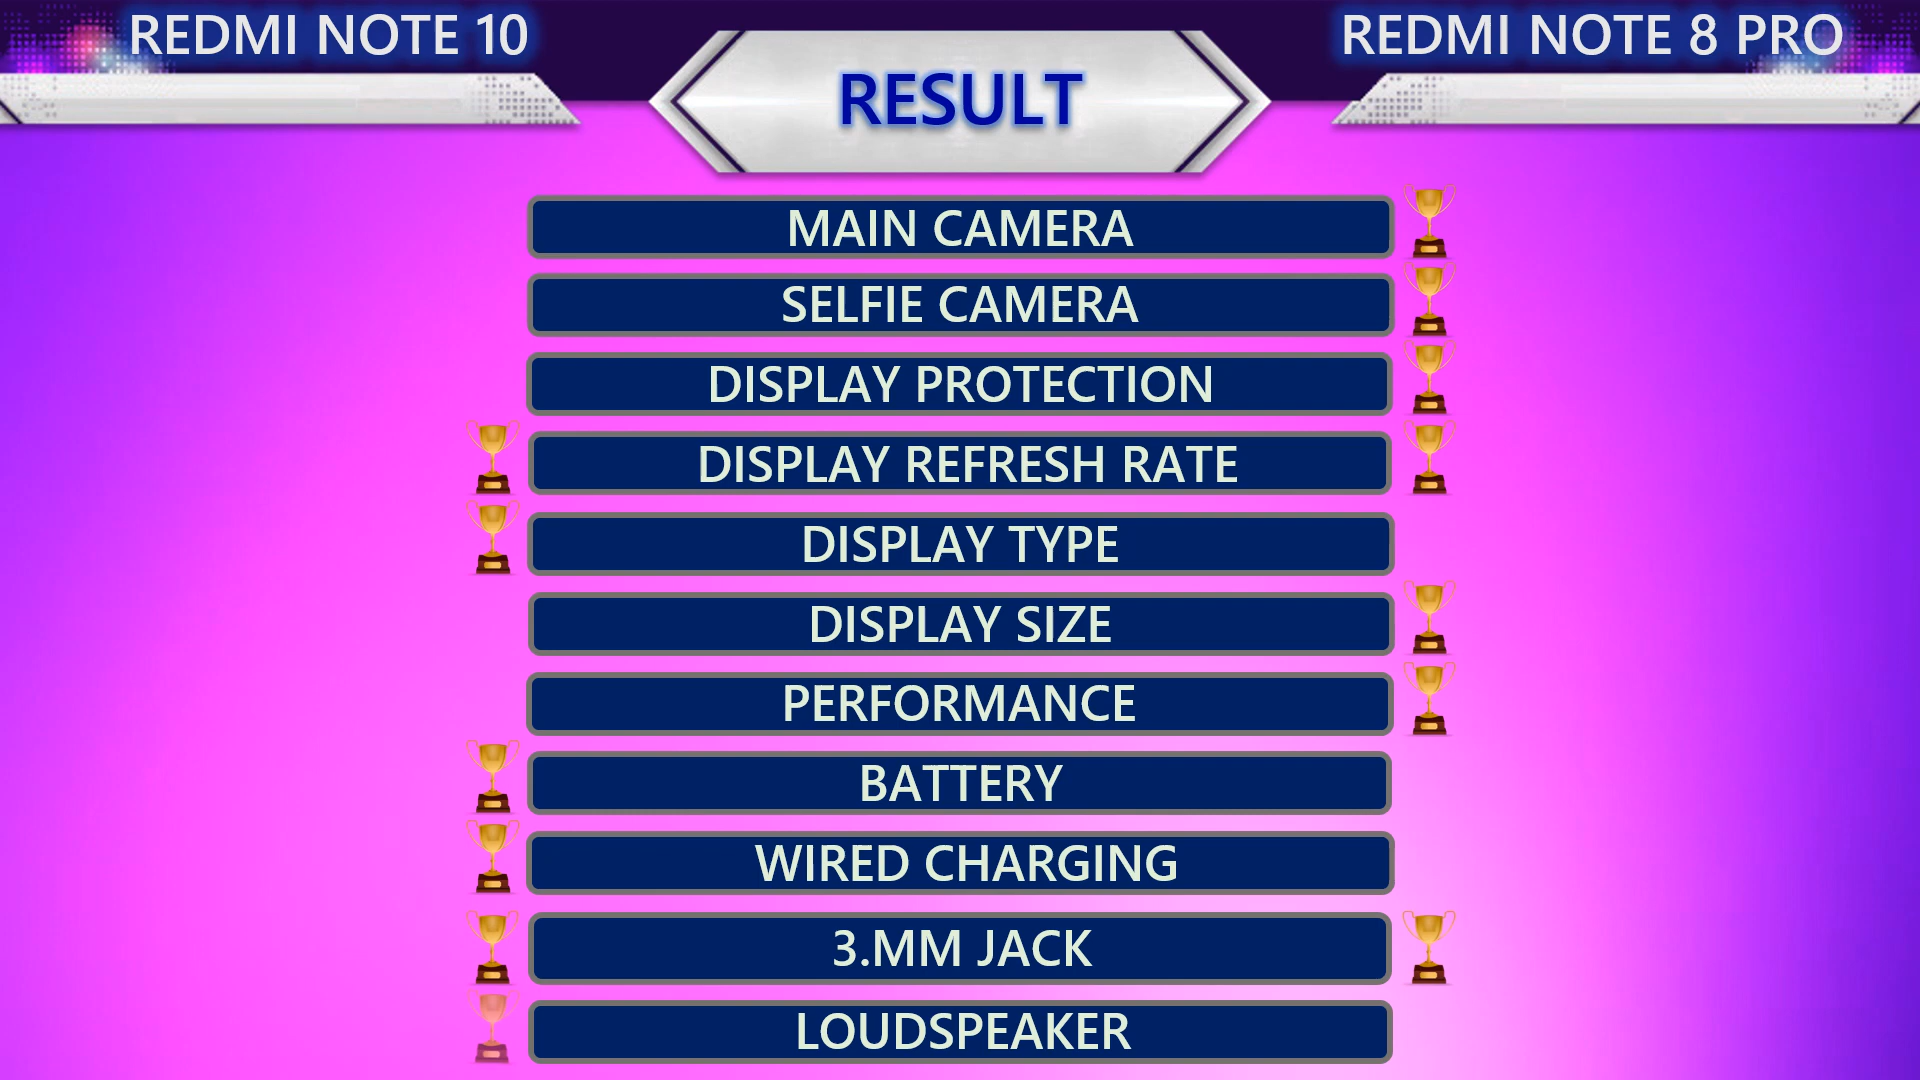 REDMI NOTE 10
REDMI NOTE 8 PRO
RESULT
MAIN CAMERA
SELFIE CAMERA
DISPLAY PROTECTION
DISPLAY REFRESH RATE
DISPLAY TYPE
DISPLAY SIZE
PERFORMANCE
BATTERY
WIRED CHARGING
3.MM JACK
LOUDSPEAKER